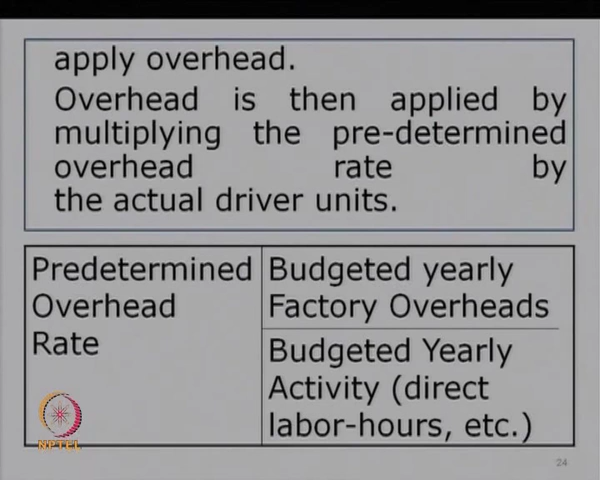 apply overhead.
Overhead is then applied by
multiplying the pre-determined
overhead rate by
the actual driver units.
Predetermined
Overhead
Rate
Budgeted yearly
Factory Overheads
Budgeted Yearly
Activity (direct
labor-hours, etc.)
NPTEL
24